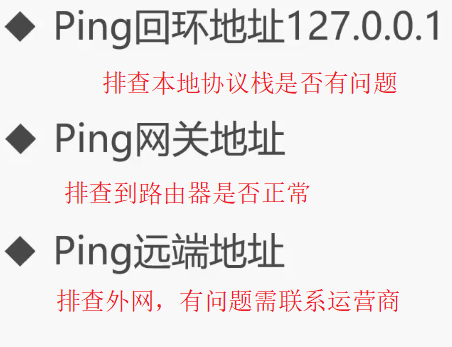 ◆ Ping回环地址127.0.0.1
排查本地协议栈是否有问题
◆ Ping网关地址
排查到路由器是否正常
◆ Ping远端地址
排查外网，有问题需联系运营商